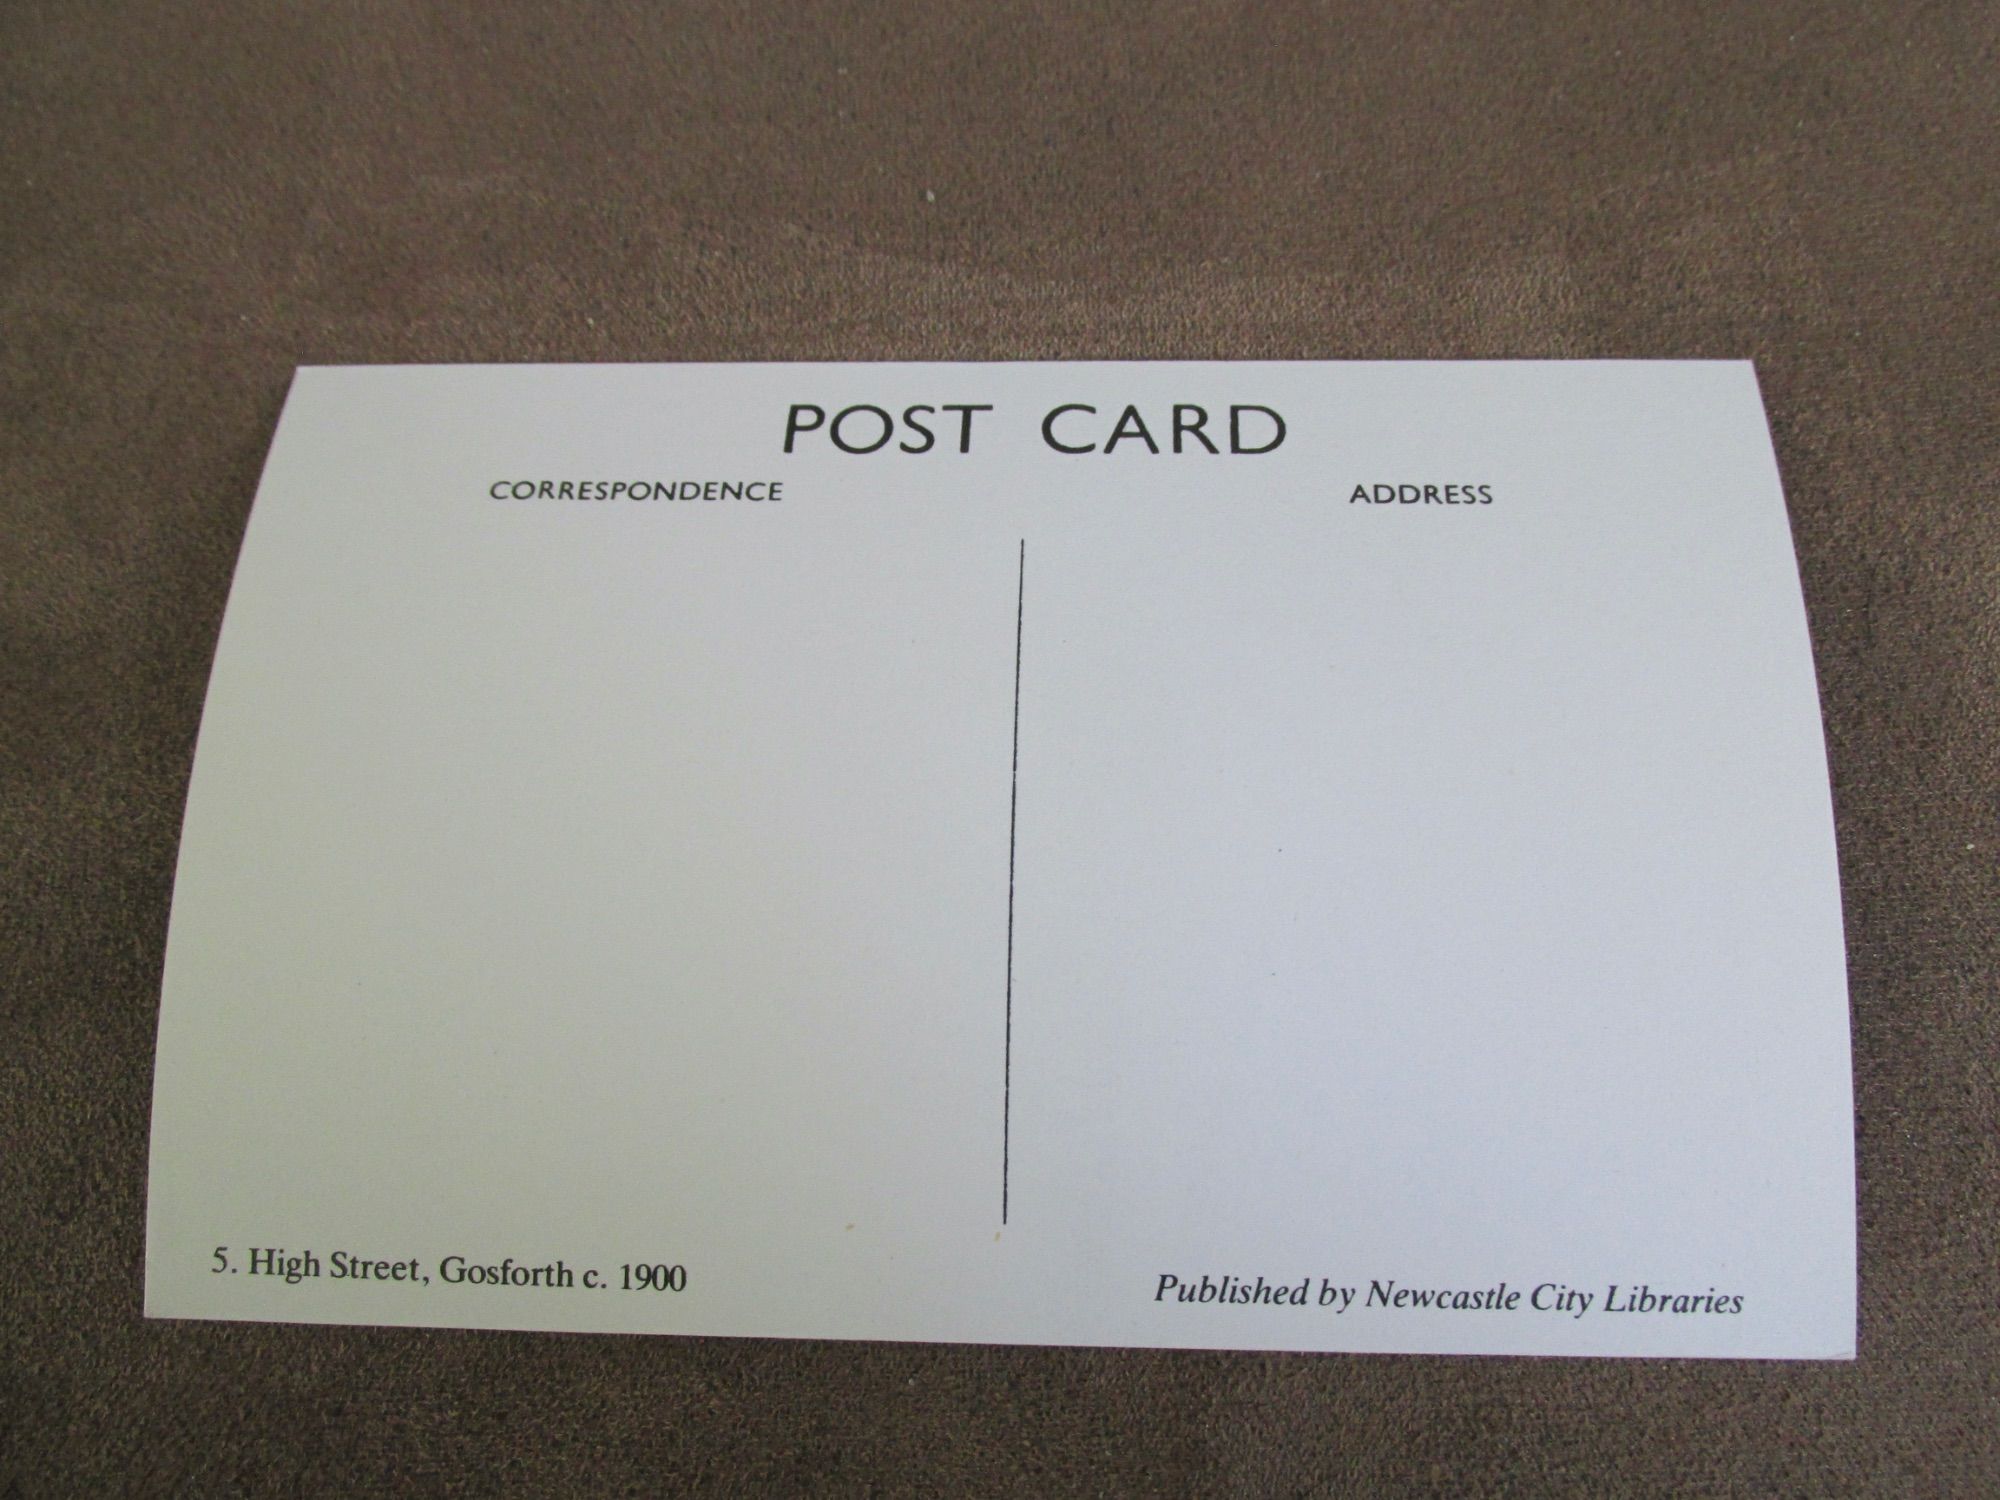 POST CARD
CORRESPONDENCE
ADDRESS
5. High Street, Gosforth c. 1900
Published by Newcastle City Libraries